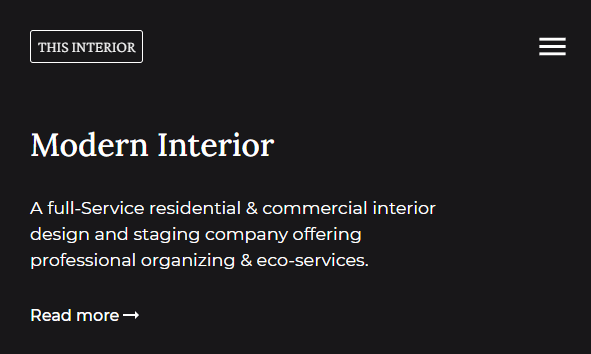 THIS INTERIOR
Modern Interior
A full-Service residential & commercial interior
design and staging company offering
professional organizing & eco-services.
Read more